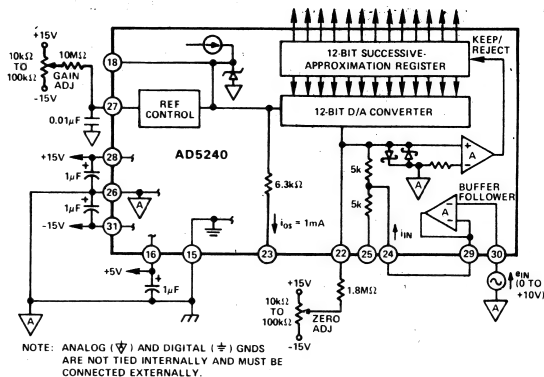 +15V
10kΩ
TO
100kΩ
-15V
10MΩ
GAIN
ADJ
0.01µF
18
27
REF
CONTROL
12-BIT SUCCESSIVE-
APPROXIMATION REGISTER
KEEP/
REJECT
12-BIT D/A CONVERTER
AD5240
+15V
28
1µF
26
A
1µF
-15V
31
6.3kΩ
iOS = 1mA
5k
5k
iIN
A
+
-
A
BUFFER
FOLLOWER
A
16
15
23
22
25
24
29
30
+5V
1µF
A
1.8MΩ
+15V
10kΩ
TO
100kΩ
ZERO
ADJ
-15V
eIN
(0 TO
+10V)
A
NOTE: ANALOG (A) AND DIGITAL (⏚) GNDS
ARE NOT TIED INTERNALLY AND MUST BE
CONNECTED EXTERNALLY.